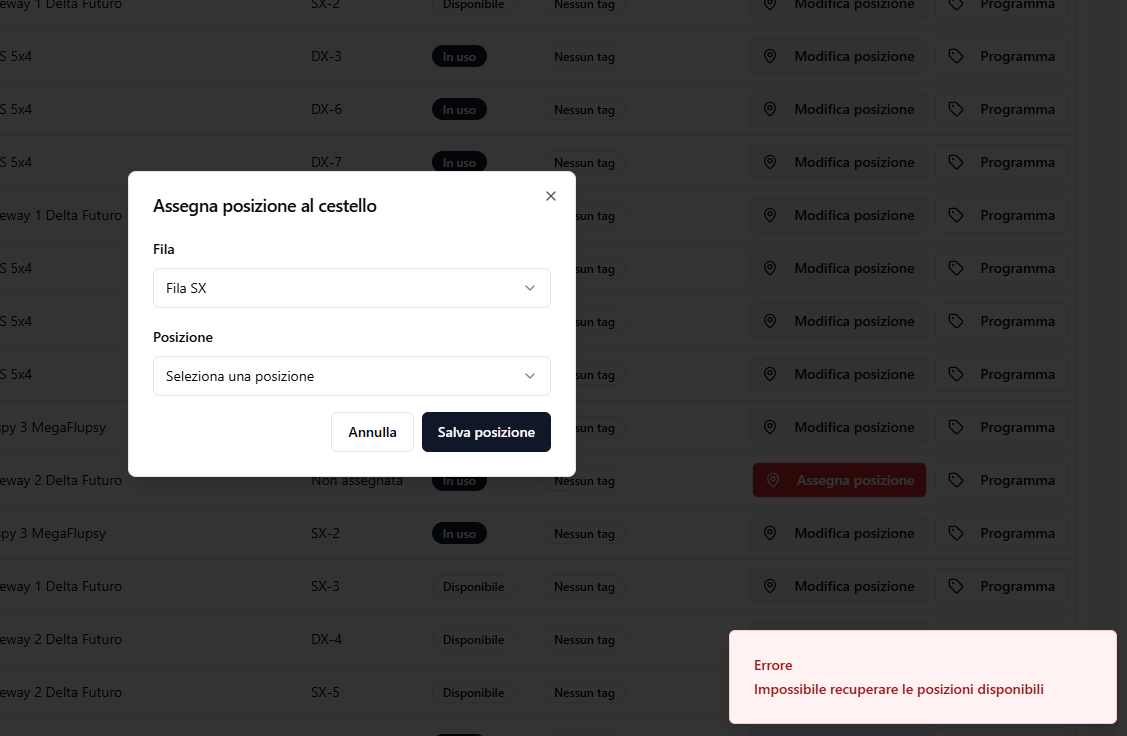 eway 1 Delta Futuro SX-2 Disponibile Nessun tag Modifica posizione Programma
S 5x4 DX-3 In uso Nessun tag Modifica posizione Programma
S 5x4 DX-6 In uso Nessun tag Modifica posizione Programma
S 5x4 DX-7 In uso Nessun tag Modifica posizione Programma
eway 1 Delta Futuro sun tag Modifica posizione Programma
S 5x4 sun tag Modifica posizione Programma
S 5x4 sun tag Modifica posizione Programma
S 5x4 sun tag Modifica posizione Programma
spy 3 MegaFlupsy sun tag Modifica posizione Programma
eway 2 Delta Futuro Non assegnata In uso Nessun tag Assegna posizione Programma
spy 3 MegaFlupsy SX-2 In uso Nessun tag Modifica posizione Programma
eway 1 Delta Futuro SX-3 Disponibile Nessun tag Modifica posizione Programma
eway 2 Delta Futuro DX-4 Disponibile Nessun tag
eway 2 Delta Futuro SX-5 Disponibile Nessun tag
Assegna posizione al cestello
Fila
Fila SX
Posizione
Seleziona una posizione
Annulla Salva posizione
Errore
Impossibile recuperare le posizioni disponibili